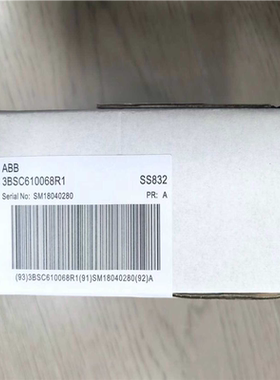 ABB
3BSC610068R1 SS832
Serial No: SM18040280 PR: A
(93)3BSC610068R1(91)SM18040280(92)A